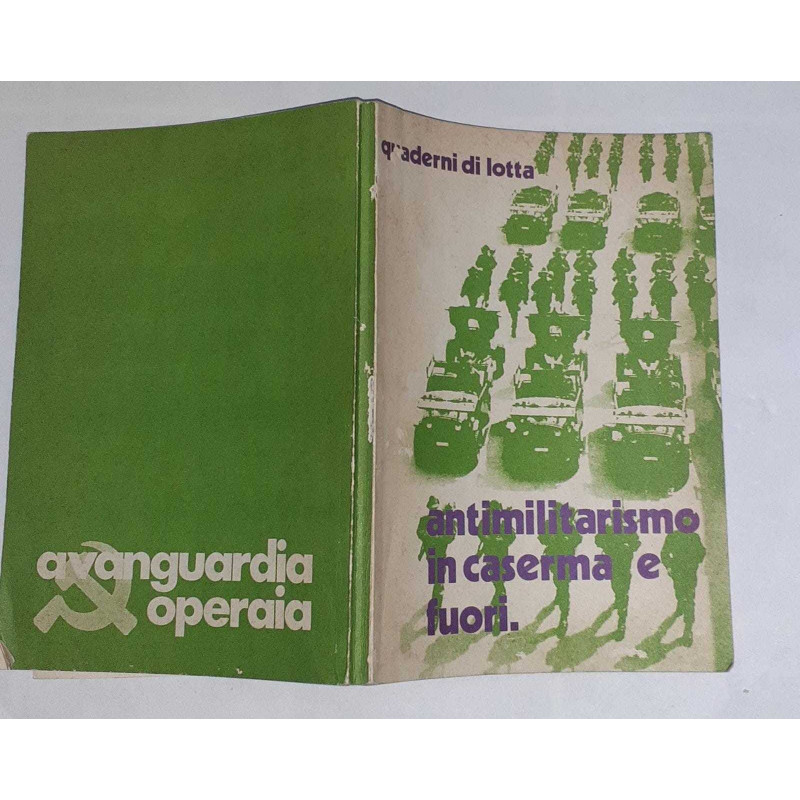 avanguardia
operaia
quaderni di lotta
antimilitarismo
in caserma e
fuori.